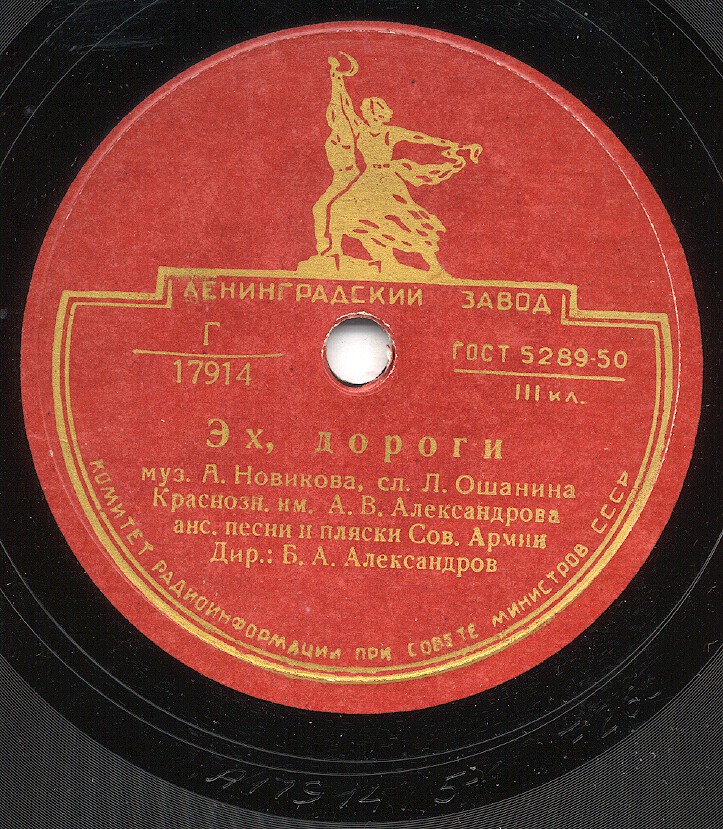 ЛЕНИНГРАДСКИЙ ЗАВОД
Г
17914
ГОСТ 5289-50
III кл.
Эх, дороги
муз. А. Новикова, сл. Л. Ошанина
Краснозн. им. А. В. Александрова
анс. песни и пляски Сов. Армии
Дир.: Б. А. Александров
КОМИТЕТ РАДИОИНФОРМАЦИИ ПРИ СОВЕТЕ МИНИСТРОВ СССР